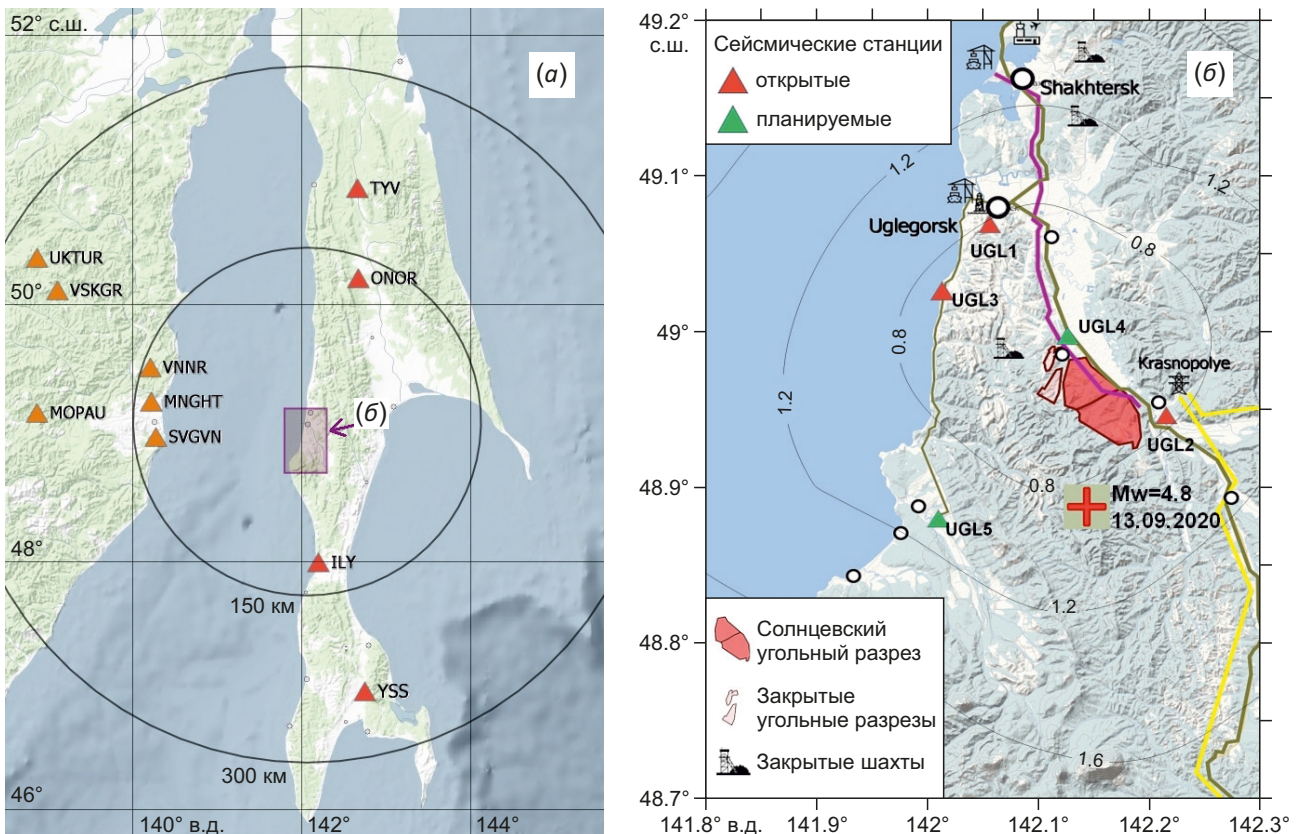 52° с.ш.
(а)
TYV
UKTUR
ONOR
VSKGR
50°
VNNR
MNGHT
MOPAU
(б)
SVGVN
48°
ILY
150 км
YSS
300 км
46°
140° в.д.
142°
144°
49.2°
с.ш.
Сейсмические станции
открытые
планируемые
(б)
Shakhtersk
1.2
1.2
49.1°
Uglegorsk
UGL1
0.8
UGL3
49°
UGL4
0.8
Krasnopolye
1.2
UGL2
48.9°
0.8
Mw=4.8
13.09.2020
UGL5
1.2
48.8°
Солнцевский
угольный разрез
Закрытые
угольные разрезы
Закрытые шахты
1.6
48.7°
141.8° в.д.
141.9°
142°
142.1°
142.2°
142.3°